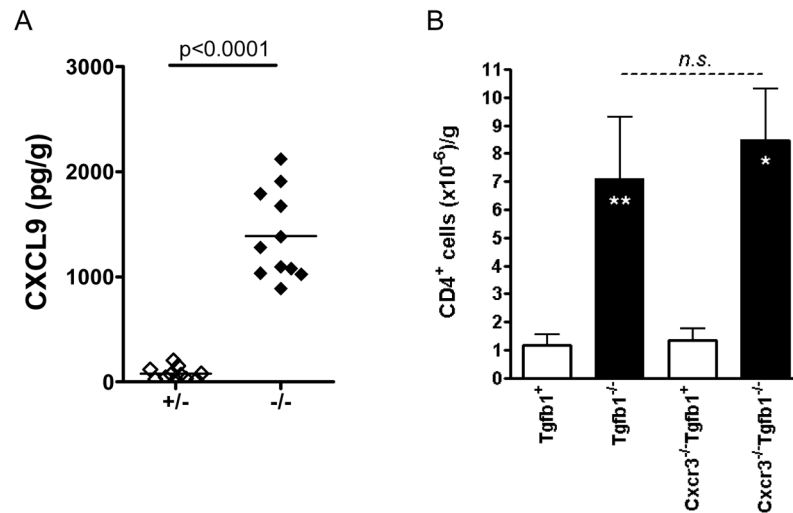 A
p<0.0001
3000
2000
1000
0
CXCL9 (pg/g)
+/-
-/-
B
n.s.
11
10
9
8
7
6
5
4
3
2
1
0
CD4⁺ cells (x10⁻⁶)/g
**
*
Tgfb1⁺
Tgfb1⁻/⁻
Cxcr3⁻/⁻Tgfb1⁺
Cxcr3⁻/⁻Tgfb1⁻/⁻